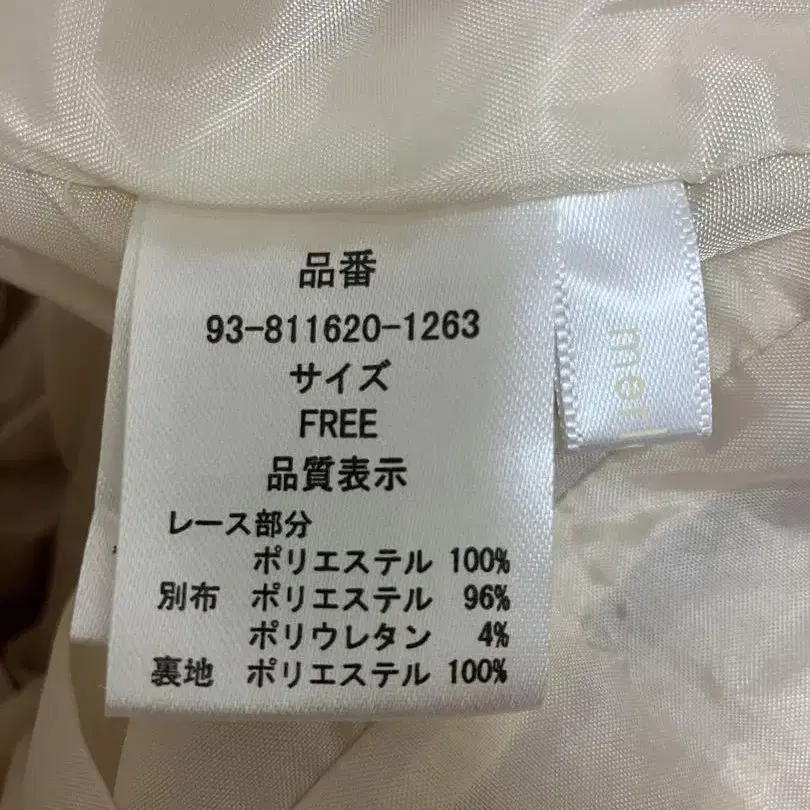 品番
93-811620-1263
サイズ
FREE
品質表示
レース部分
ポリエステル 100%
別布 ポリエステル 96%
ポリウレタン 4%
裏地 ポリエステル 100%